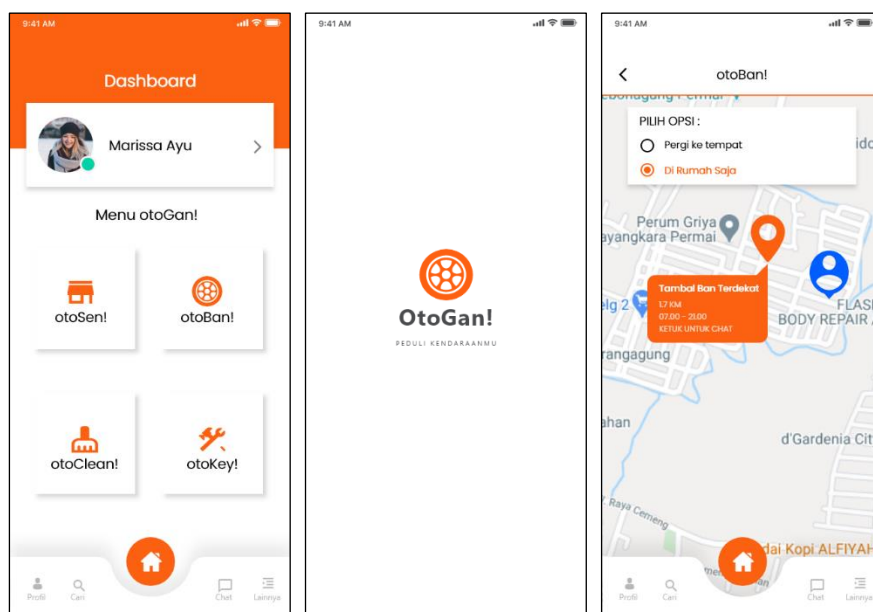 9:41 AM
Dashboard
Marissa Ayu
Menu otoGan!
otoSen!
otoBan!
otoClean!
otoKey!
Profil
Cari
Chat
Lainnya
9:41 AM
OtoGan!
PEDULI KENDARAANMU
9:41 AM
otoBan!
PILIH OPSI :
Pergi ke tempat
Di Rumah Saja
Perum Griya
ayangkara Permai
Tambal Ban Terdekat
1.7 KM
07.00 - 21.00
KETUK UNTUK CHAT
elg 2
FLASH
BODY REPAIR
rangagung
ahan
d'Gardenia Cit
Raya Cemeng
dai Kopi ALFIYAH
Profil
Cari
Chat
Lainnya